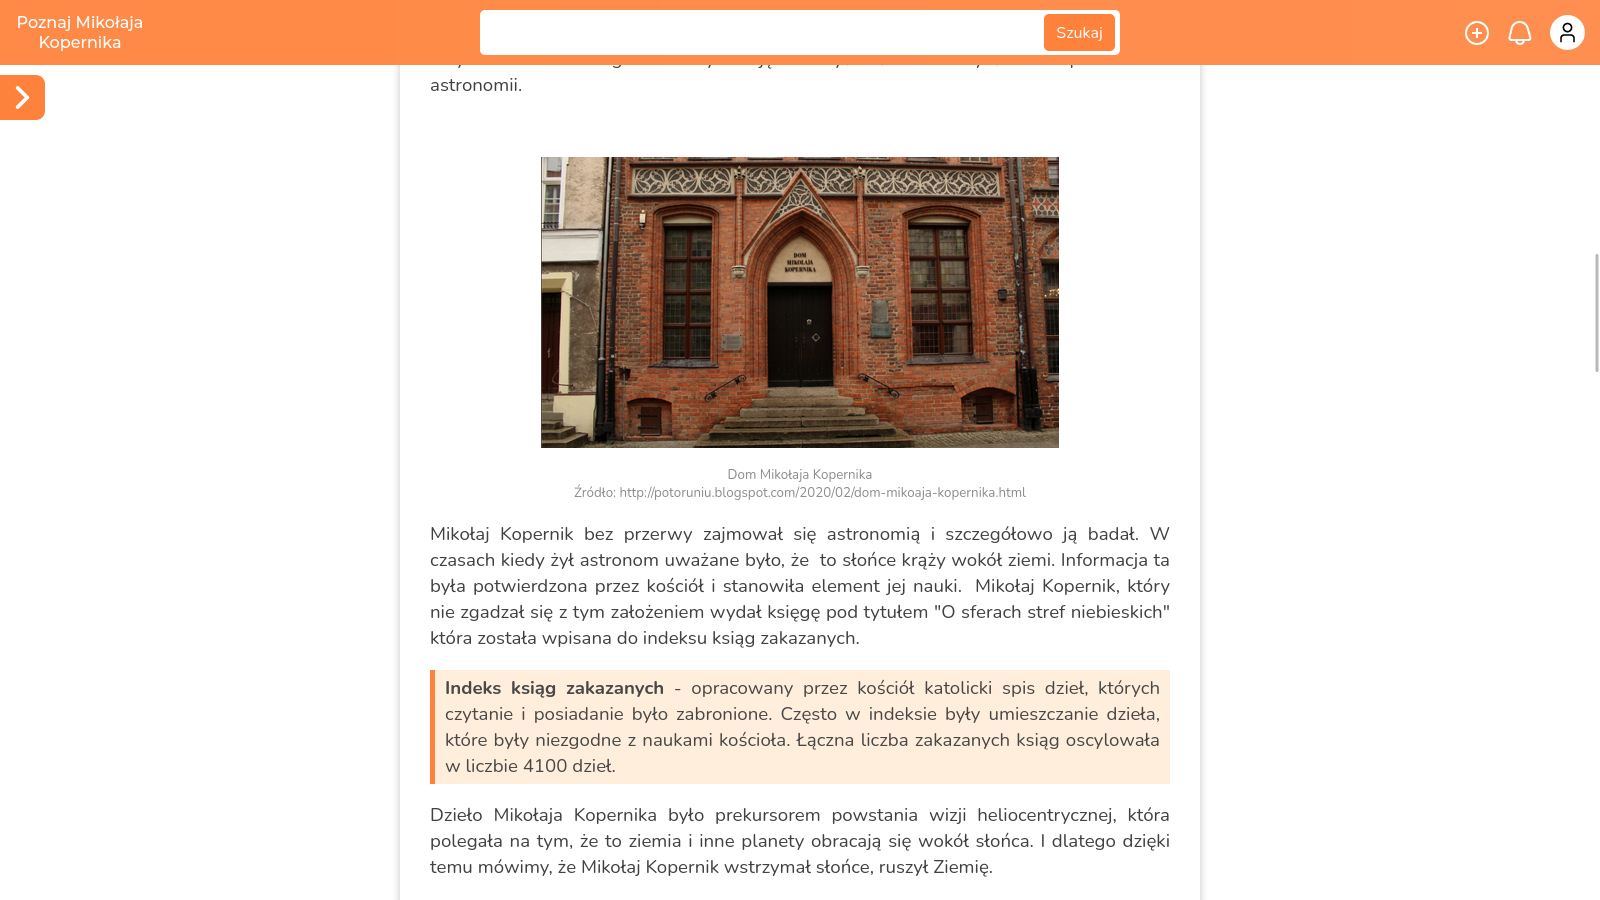 Poznaj Mikołaja
Kopernika
Szukaj
astronomii.
DOM
MIKOŁAJA
KOPERNIKA
Dom Mikołaja Kopernika
Źródło: http://potoruniu.blogspot.com/2020/02/dom-mikoaja-kopernika.html
Mikołaj Kopernik bez przerwy zajmował się astronomią i szczegółowo ją badał. W
czasach kiedy żył astronom uważane było, że  to słońce krąży wokół ziemi. Informacja ta
była potwierdzona przez kościół i stanowiła element jej nauki.  Mikołaj Kopernik, który
nie zgadzał się z tym założeniem wydał księgę pod tytułem "O sferach stref niebieskich"
która została wpisana do indeksu ksiąg zakazanych.
Indeks ksiąg zakazanych - opracowany przez kościół katolicki spis dzieł, których
czytanie i posiadanie było zabronione. Często w indeksie były umieszczanie dzieła,
które były niezgodne z naukami kościoła. Łączna liczba zakazanych ksiąg oscylowała
w liczbie 4100 dzieł.
Dzieło Mikołaja Kopernika było prekursorem powstania wizji heliocentrycznej, która
polegała na tym, że to ziemia i inne planety obracają się wokół słońca. I dlatego dzięki
temu mówimy, że Mikołaj Kopernik wstrzymał słońce, ruszył Ziemię.